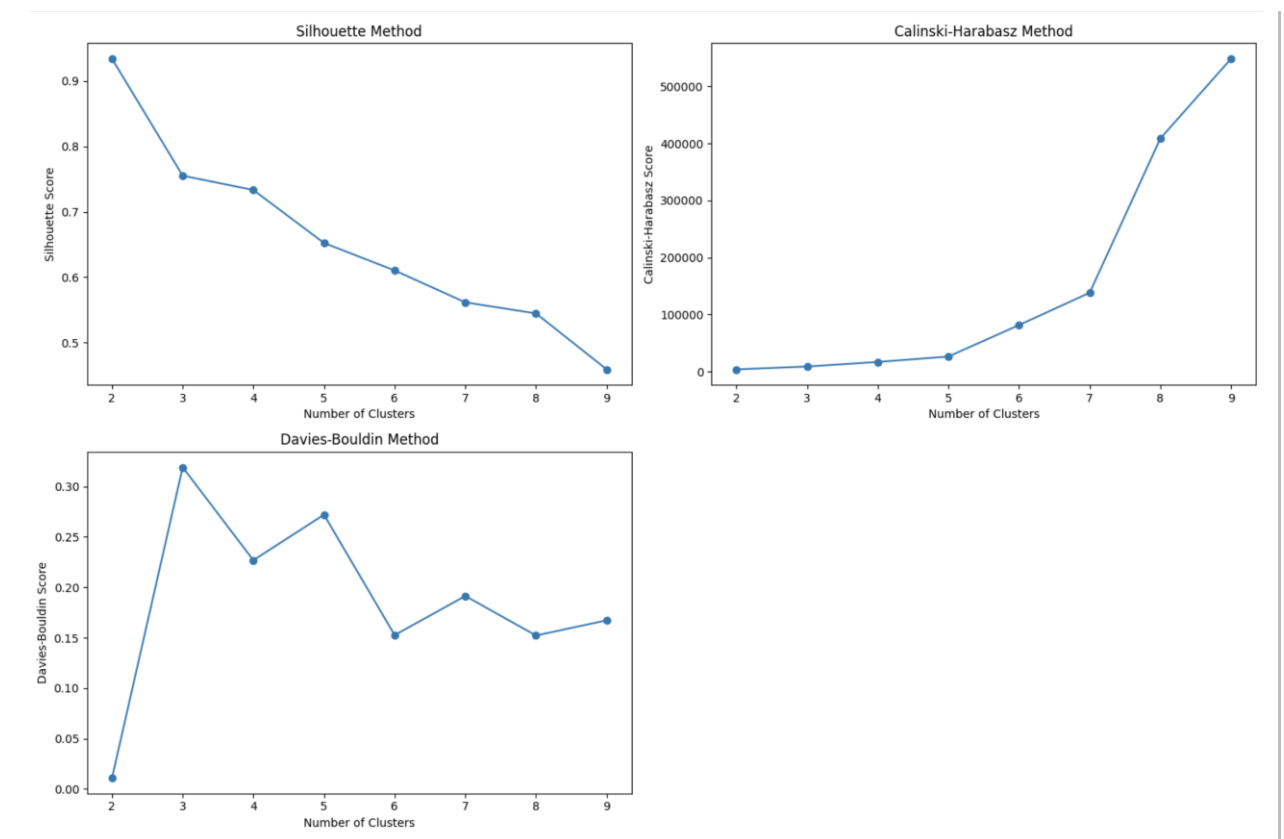 Silhouette Method
0.9
0.8
0.7
0.6
0.5
Silhouette Score
2 3 4 5 6 7 8 9
Number of Clusters
Calinski-Harabasz Method
500000
400000
300000
200000
100000
0
Calinski-Harabasz Score
2 3 4 5 6 7 8 9
Number of Clusters
Davies-Bouldin Method
0.30
0.25
0.20
0.15
0.10
0.05
0.00
Davies-Bouldin Score
2 3 4 5 6 7 8 9
Number of Clusters